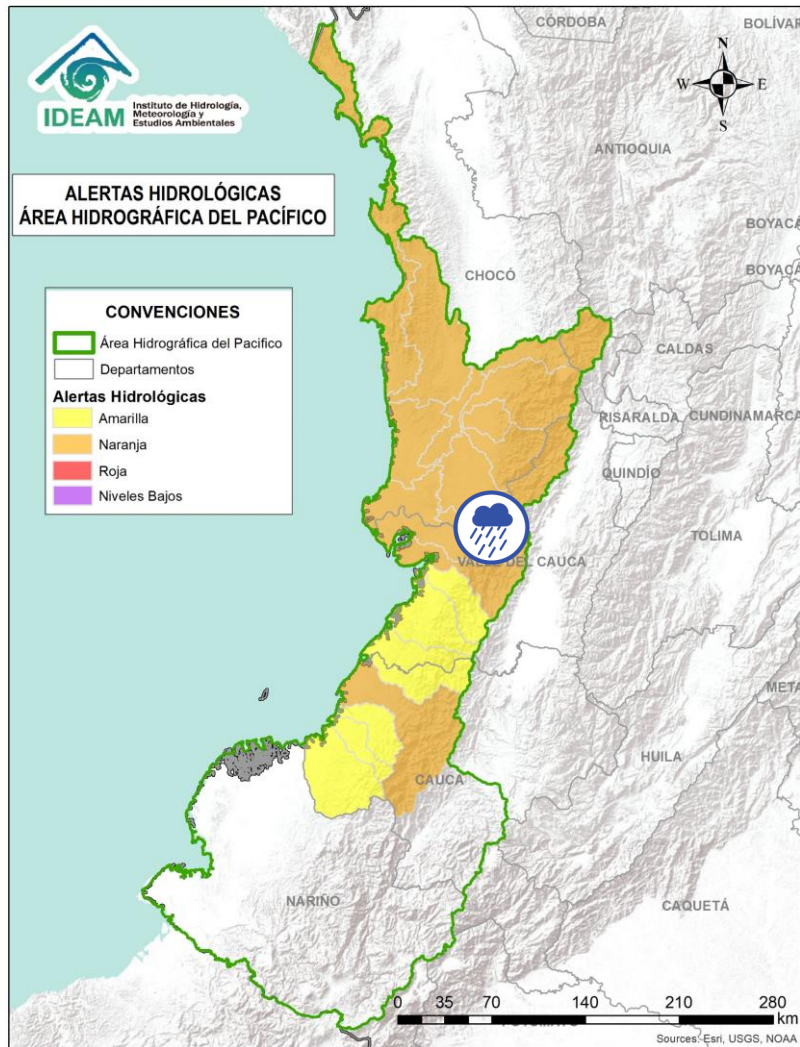 IDEAM
Instituto de Hidrología,
Meteorología y
Estudios Ambientales
ALERTAS HIDROLÓGICAS
ÁREA HIDROGRÁFICA DEL PACÍFICO
CONVENCIONES
Área Hidrográfica del Pacifico
Departamentos
Alertas Hidrológicas
Amarilla
Naranja
Roja
Niveles Bajos
N
W E
S
CÓRDOBA
BOLÍVAR
ANTIOQUIA
BOYACÁ
BOYACÁ
CHOCÓ
CALDAS
RISARALDA
CUNDINAMARCA
QUINDÍO
TOLIMA
VALLE DEL CAUCA
META
HUILA
CAUCA
NARIÑO
CAQUETÁ
0 35 70 140 210 280
km
Sources: Esri, USGS, NOAA